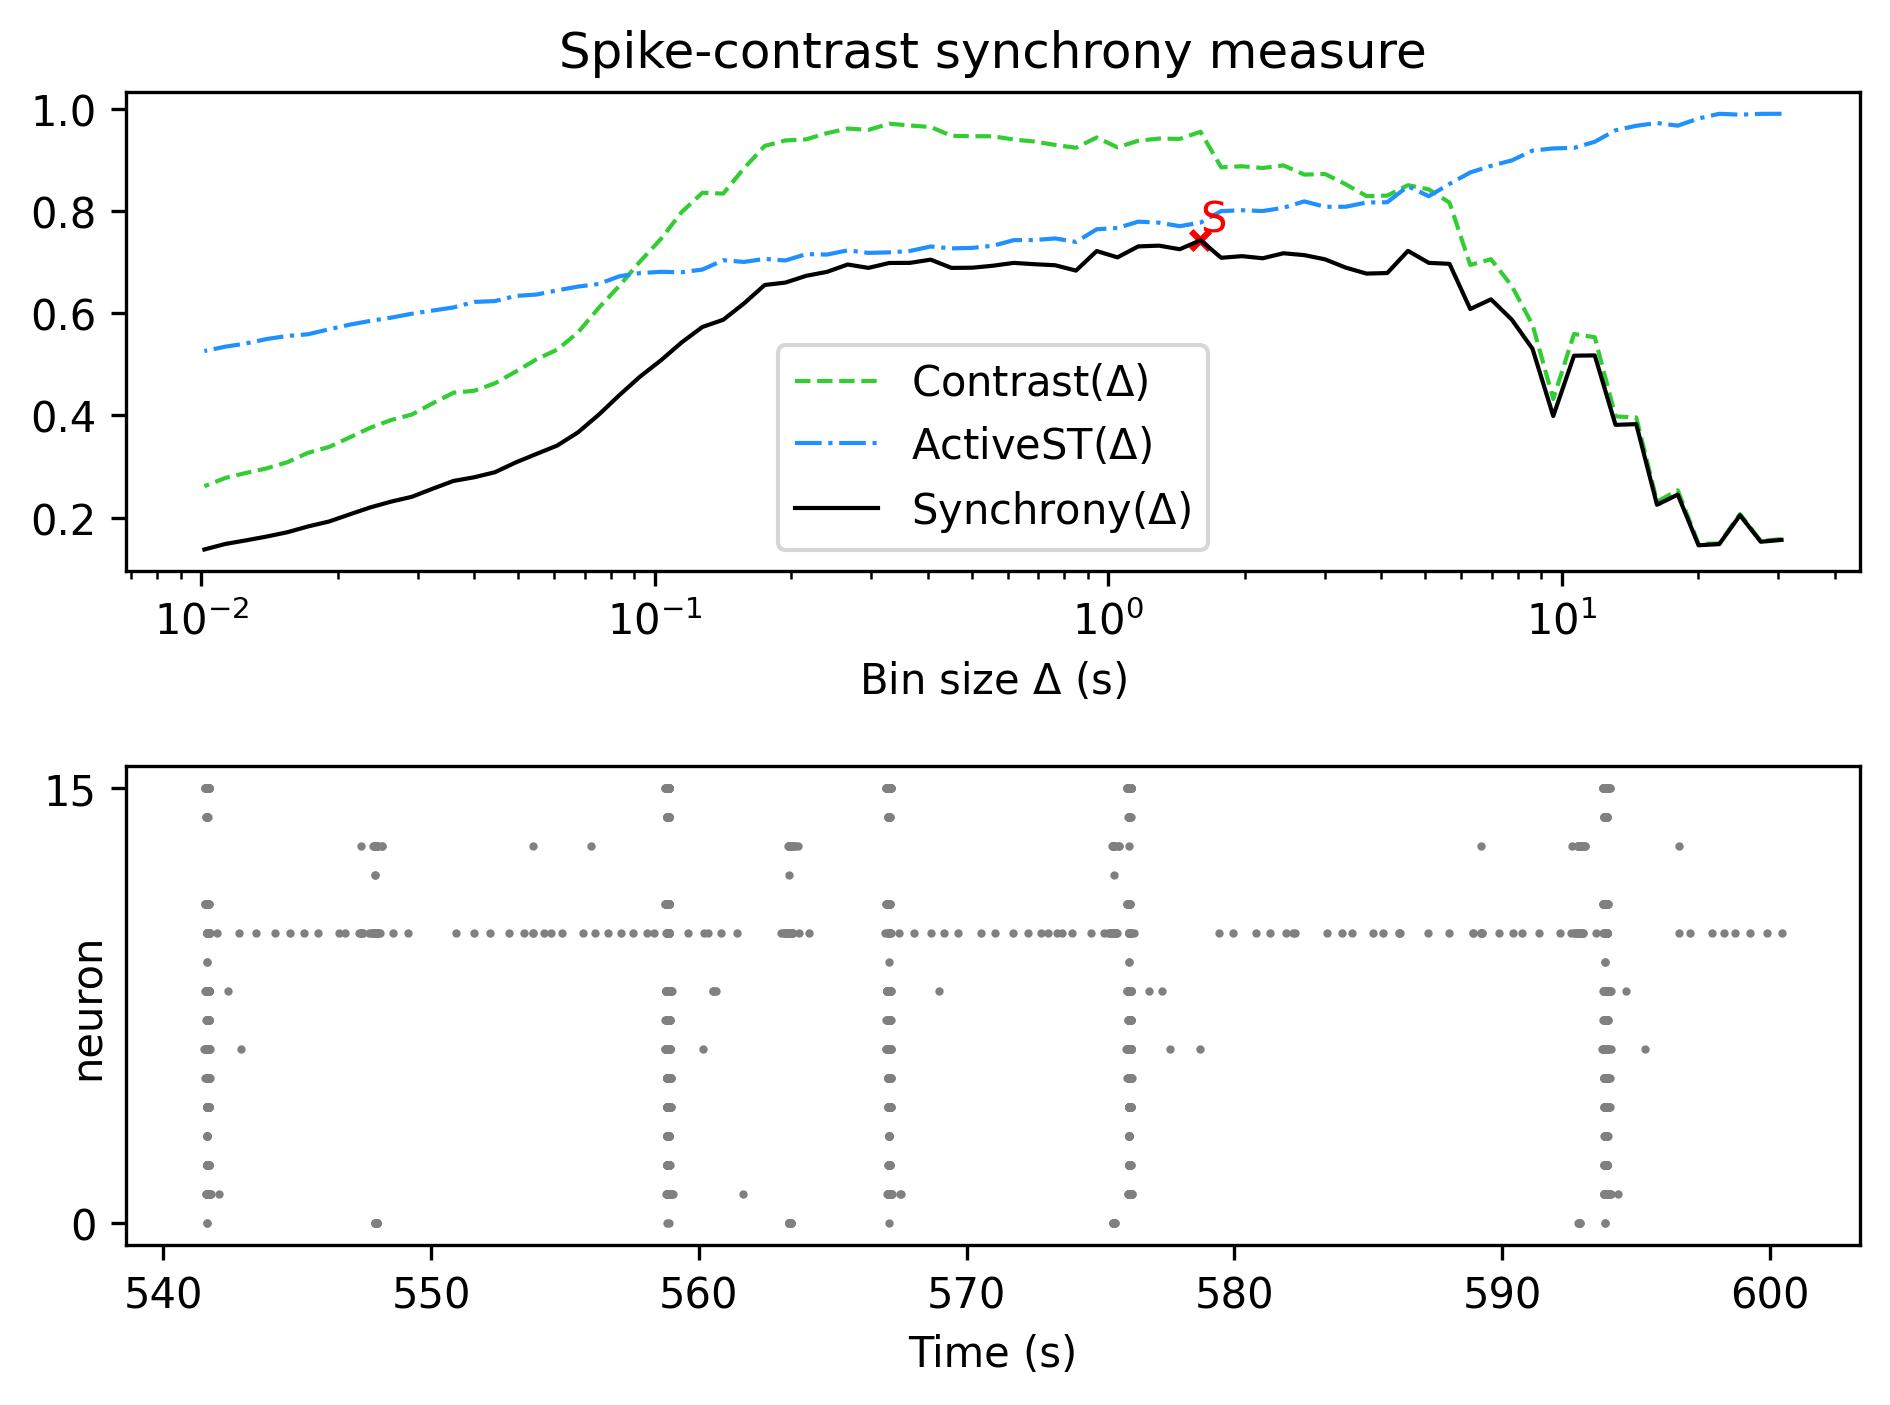 Spike-contrast synchrony measure
1.0
0.8
0.6
0.4
0.2
S
Contrast(Δ)
ActiveST(Δ)
Synchrony(Δ)
10⁻² 10⁻¹ 10⁰ 10¹
Bin size Δ (s)
15
neuron
0
540 550 560 570 580 590 600
Time (s)